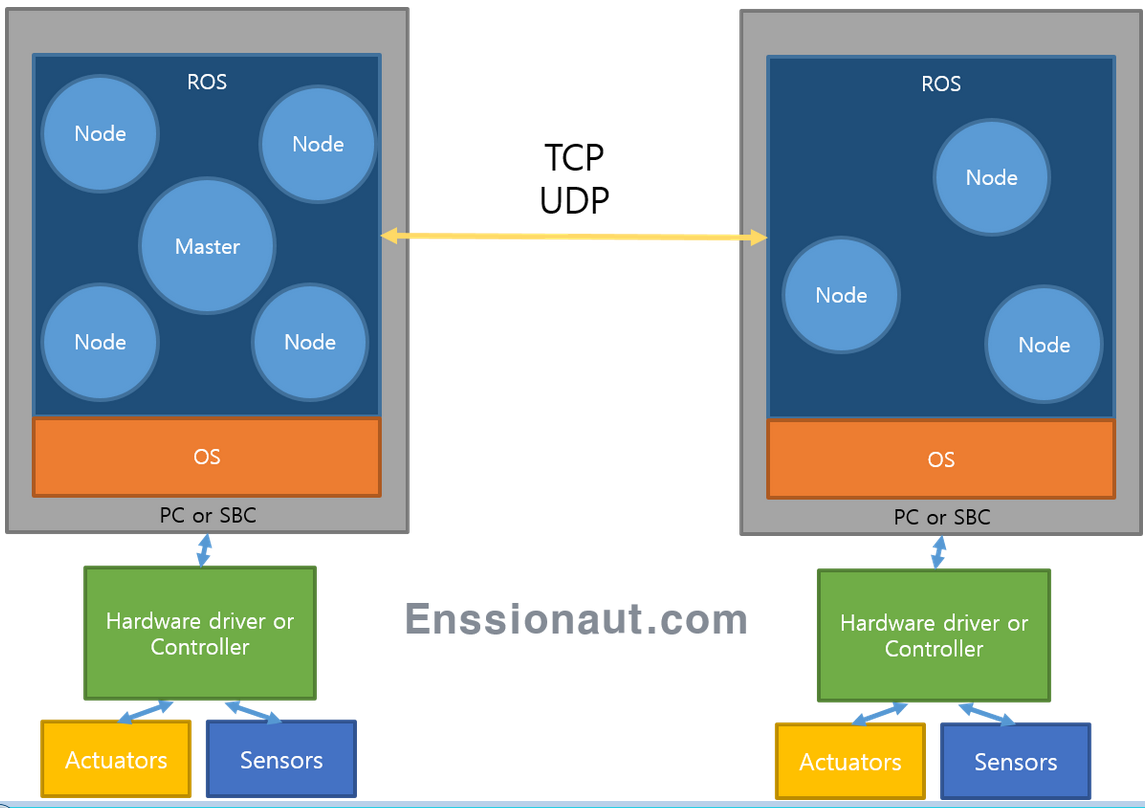 ROS
Node
Node
Master
Node
Node
OS
PC or SBC
Hardware driver or
Controller
Actuators
Sensors
TCP
UDP
Enssionaut.com
ROS
Node
Node
Node
OS
PC or SBC
Hardware driver or
Controller
Actuators
Sensors